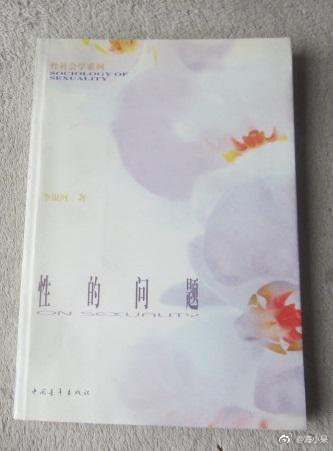 性社会学系列
SOCIOLOGY OF
SEXUALITY
李银河 著
性的问题
ON SEXUALITY
中国青年出版社
@海小枭